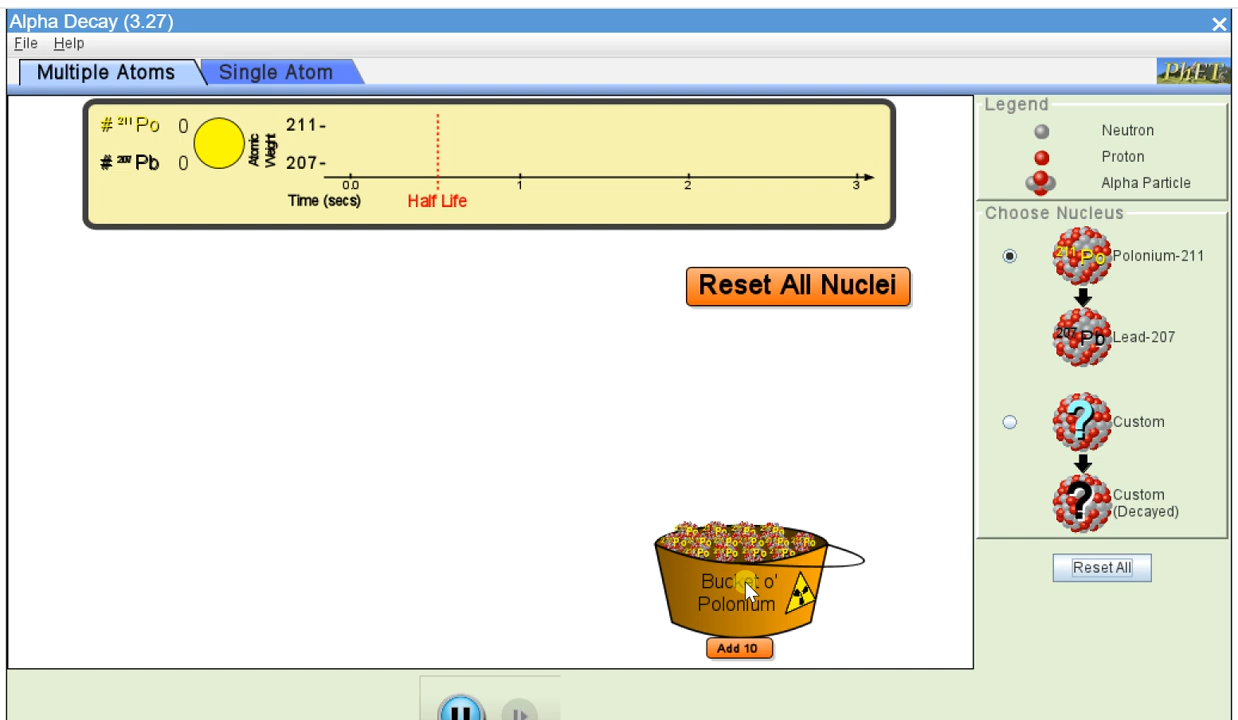 Alpha Decay (3.27)
File Help
Multiple Atoms Single Atom
PhET
# 211Po 0
# 207Pb 0
Atomic Weight
211-
207-
0.0 1 2 3
Time (secs) Half Life
Reset All Nuclei
Bucket o'
Polonium
Add 10
Legend
Neutron
Proton
Alpha Particle
Choose Nucleus
211Po Polonium-211
207Pb Lead-207
? Custom
? Custom
(Decayed)
Reset All